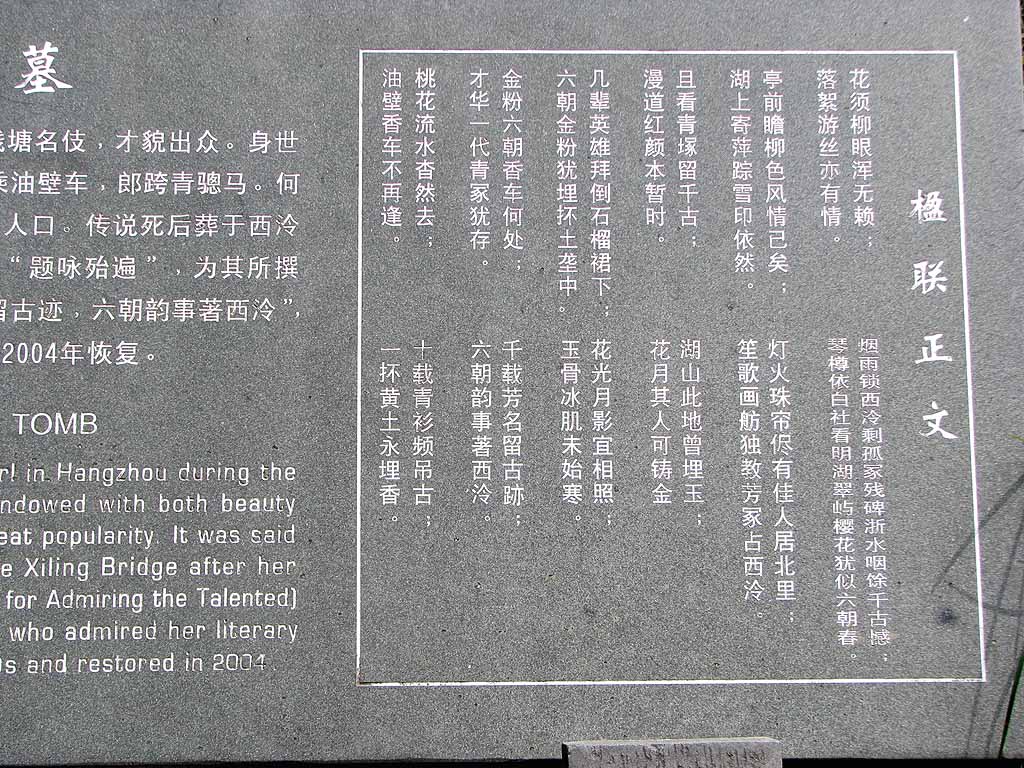 墓
塘名伎，才貌出众。身世
油壁车，郎跨青骢马。何
人口。传说死后葬于西泠
“题咏殆遍”，为其所撰
留古迹，六朝韵事著西泠”，
2004年恢复。
TOMB
rl in Hangzhou during the
ndowed with both beauty
eat popularity. It was said
e Xiling Bridge after her
for Admiring the Talented)
who admired her literary
0s and restored in 2004.
楹联正文
花须柳眼浑无赖；
落絮游丝亦有情。
亭前瞻柳色风情已矣；
湖上寄萍踪雪印依然。
且看青塚留千古；
漫道红颜本暂时。
几辈英雄拜倒石榴裙下；
六朝金粉犹埋抔土垄中。
金粉六朝香车何处；
才华一代青冢犹存。
桃花流水杳然去；
油壁香车不再逢。
烟雨锁西泠剩孤冢残碑浙水咽馀千古憾；
琴樽依白社看明湖翠屿樱花犹似六朝春。
灯火珠帘侭有佳人居北里；
笙歌画舫独教芳冢占西泠。
湖山此地曾埋玉；
花月其人可铸金
花光月影宜相照；
玉骨冰肌未始寒。
千载芳名留古跡；
六朝韵事著西泠。
十载青衫频吊古；
一抔黄土永埋香。